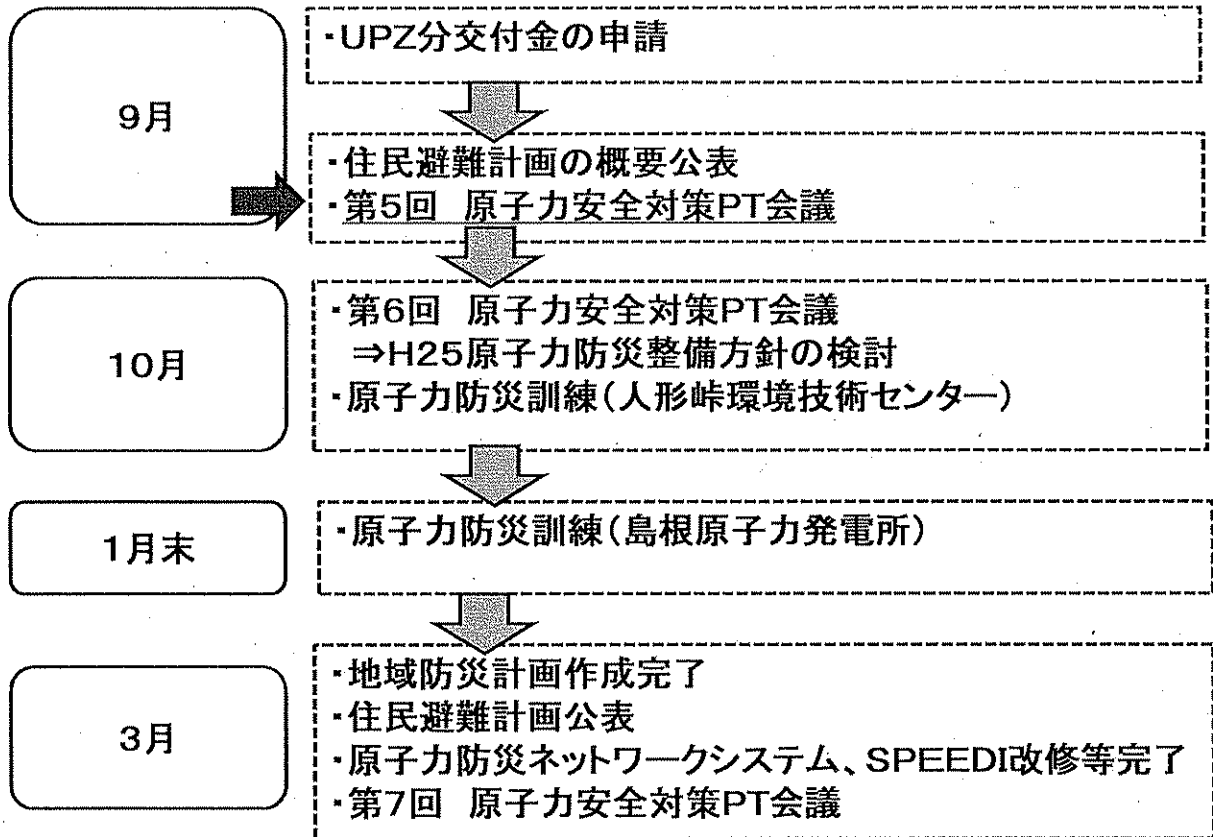 9月
・UPZ分交付金の申請
・住民避難計画の概要公表
・第5回 原子力安全対策PT会議
10月
・第6回 原子力安全対策PT会議
⇒H25原子力防災整備方針の検討
・原子力防災訓練(人形峠環境技術センター)
1月末
・原子力防災訓練(島根原子力発電所)
3月
・地域防災計画作成完了
・住民避難計画公表
・原子力防災ネットワークシステム、SPEEDI改修等完了
・第7回 原子力安全対策PT会議